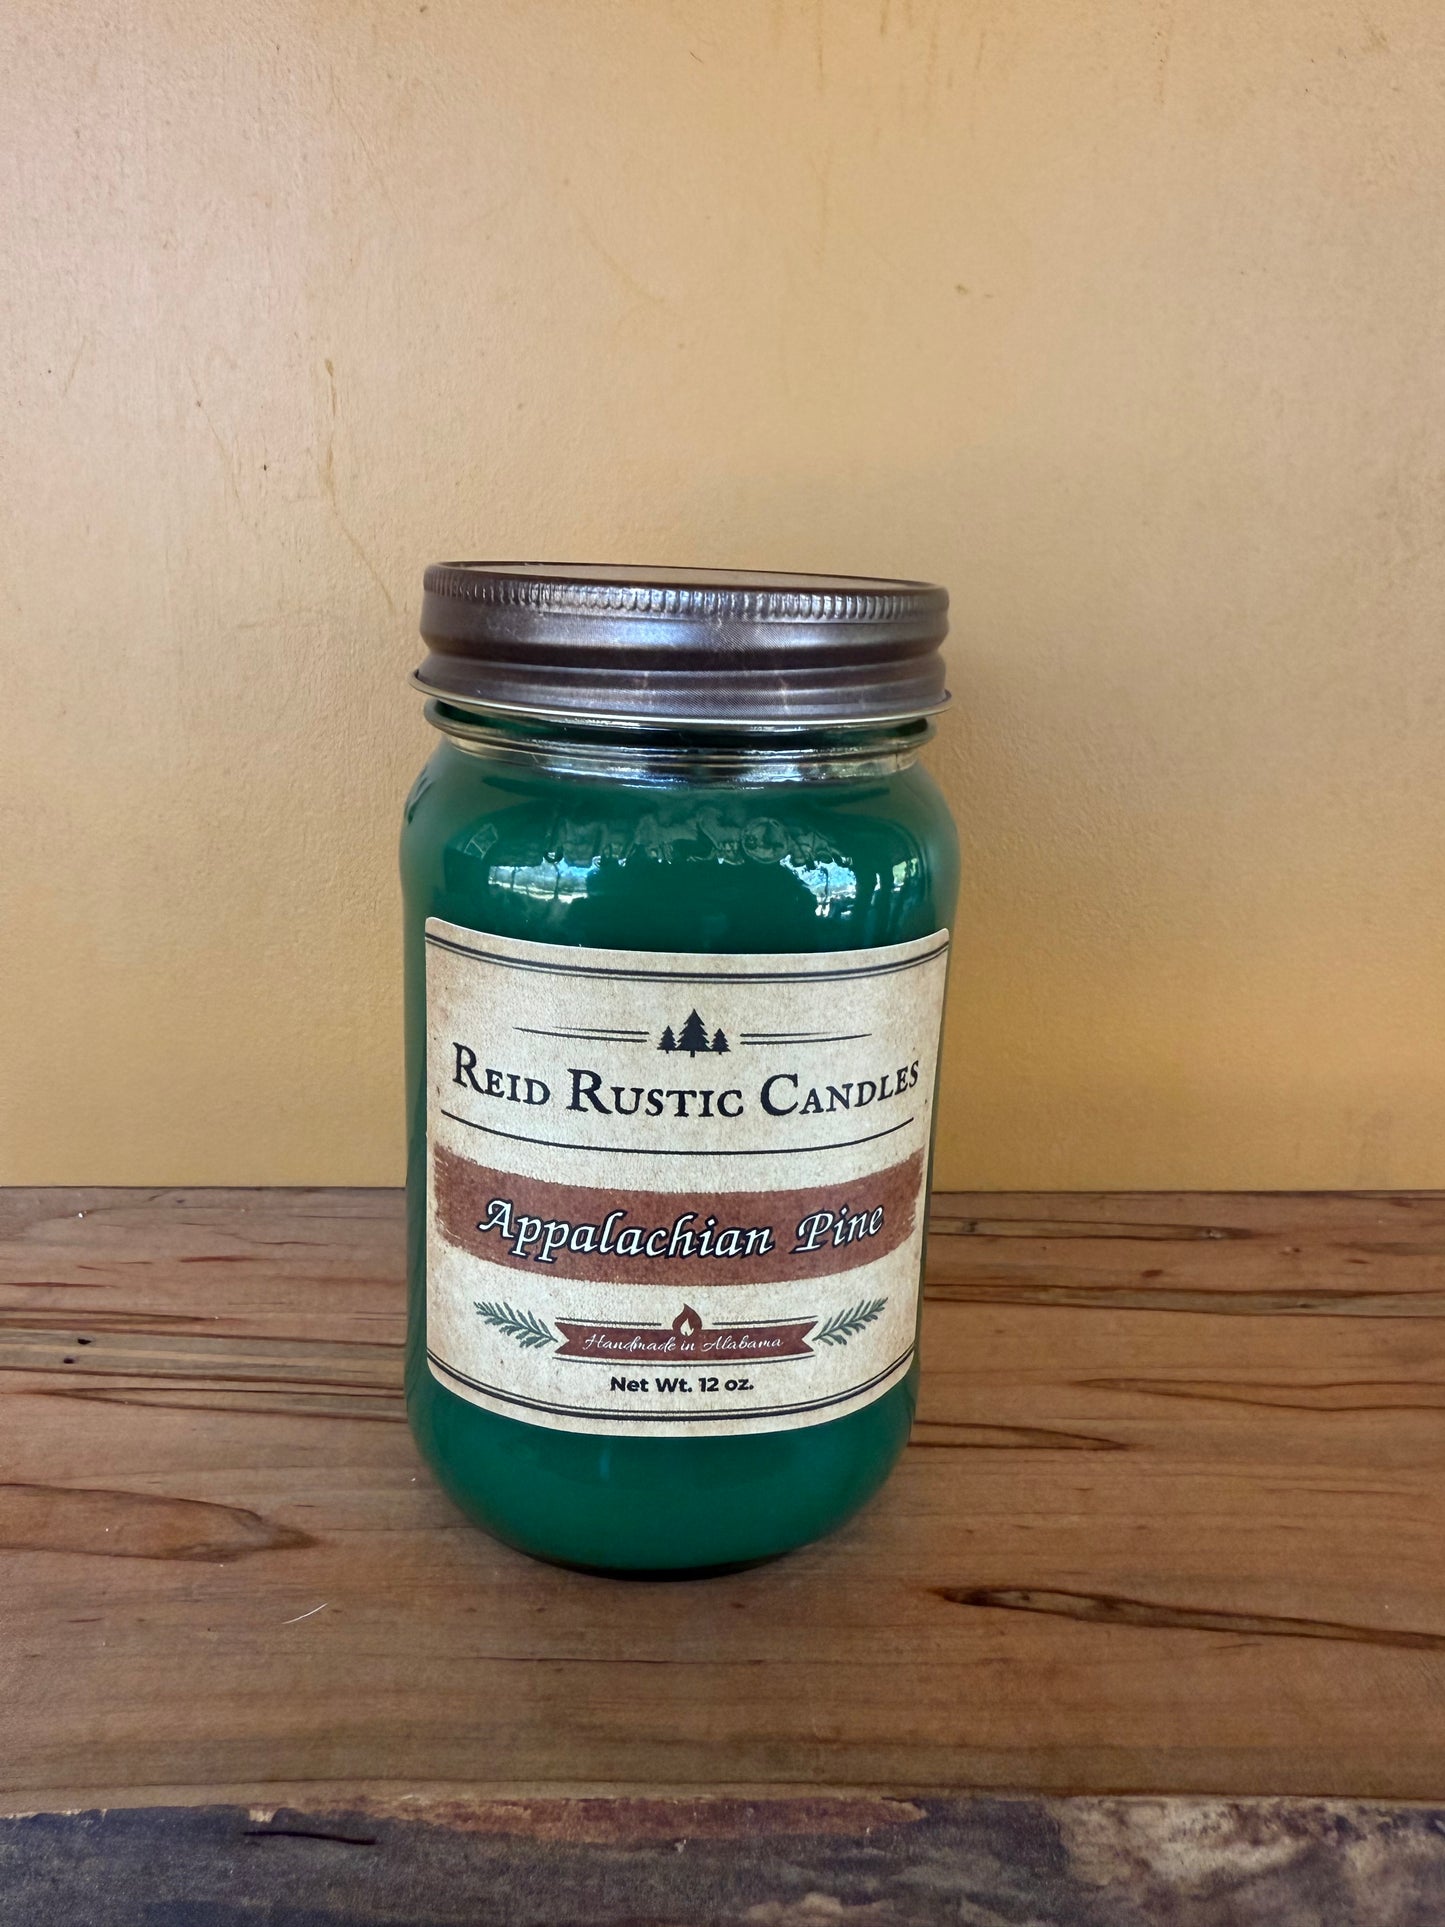 Reid Rustic Candles
Appalachian Pine
Handmade in Alabama
Net Wt. 12 oz.